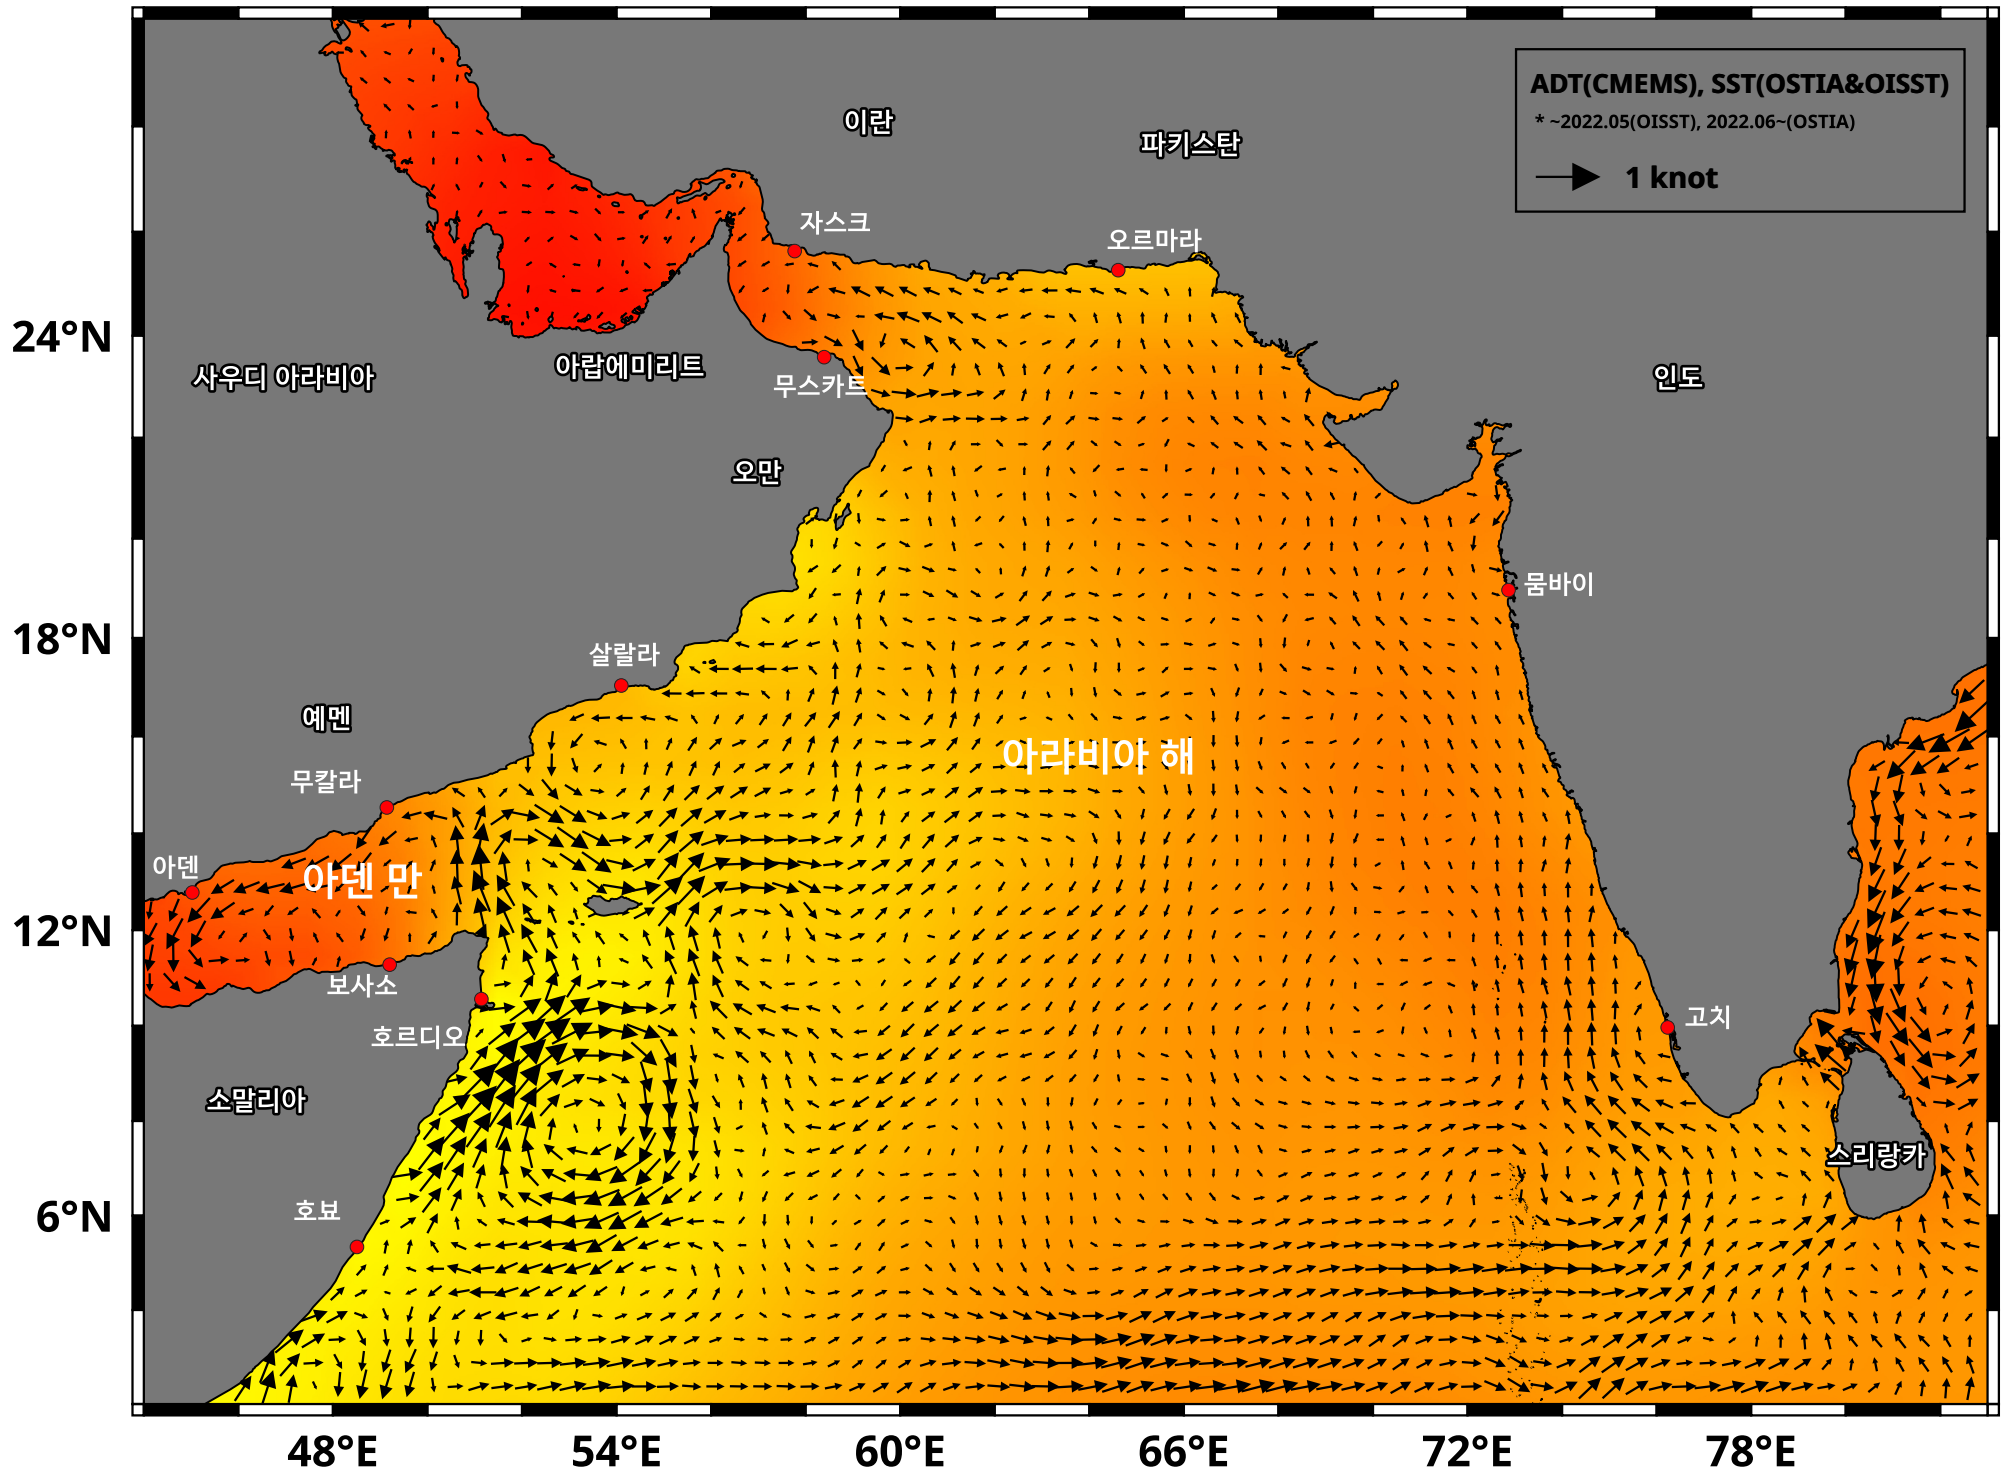 ADT(CMEMS), SST(OSTIA&OISST)
* ~2022.05(OISST), 2022.06~(OSTIA)
1 knot
이란
파키스탄
자스크
오르마라
24°N
사우디 아라비아
아랍에미리트
무스카트
인도
오만
뭄바이
18°N
살랄라
예멘
아라비아 해
무칼라
아덴
아덴 만
12°N
보사소
호르디오
고치
소말리아
스리랑카
호뵤
6°N
48°E
54°E
60°E
66°E
72°E
78°E